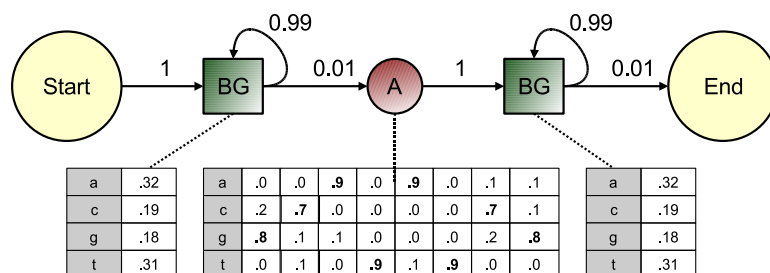 0.99 0.99
1 0.01 1 0.01
Start BG A BG End
a .32 a .0 .0 .9 .0 .9 .0 .1 .1 a .32
c .19 c .2 .7 .0 .0 .0 .0 .7 .1 c .19
g .18 g .8 .1 .1 .0 .0 .0 .2 .8 g .18
t .31 t .0 .1 .0 .9 .1 .9 .0 .0 t .31